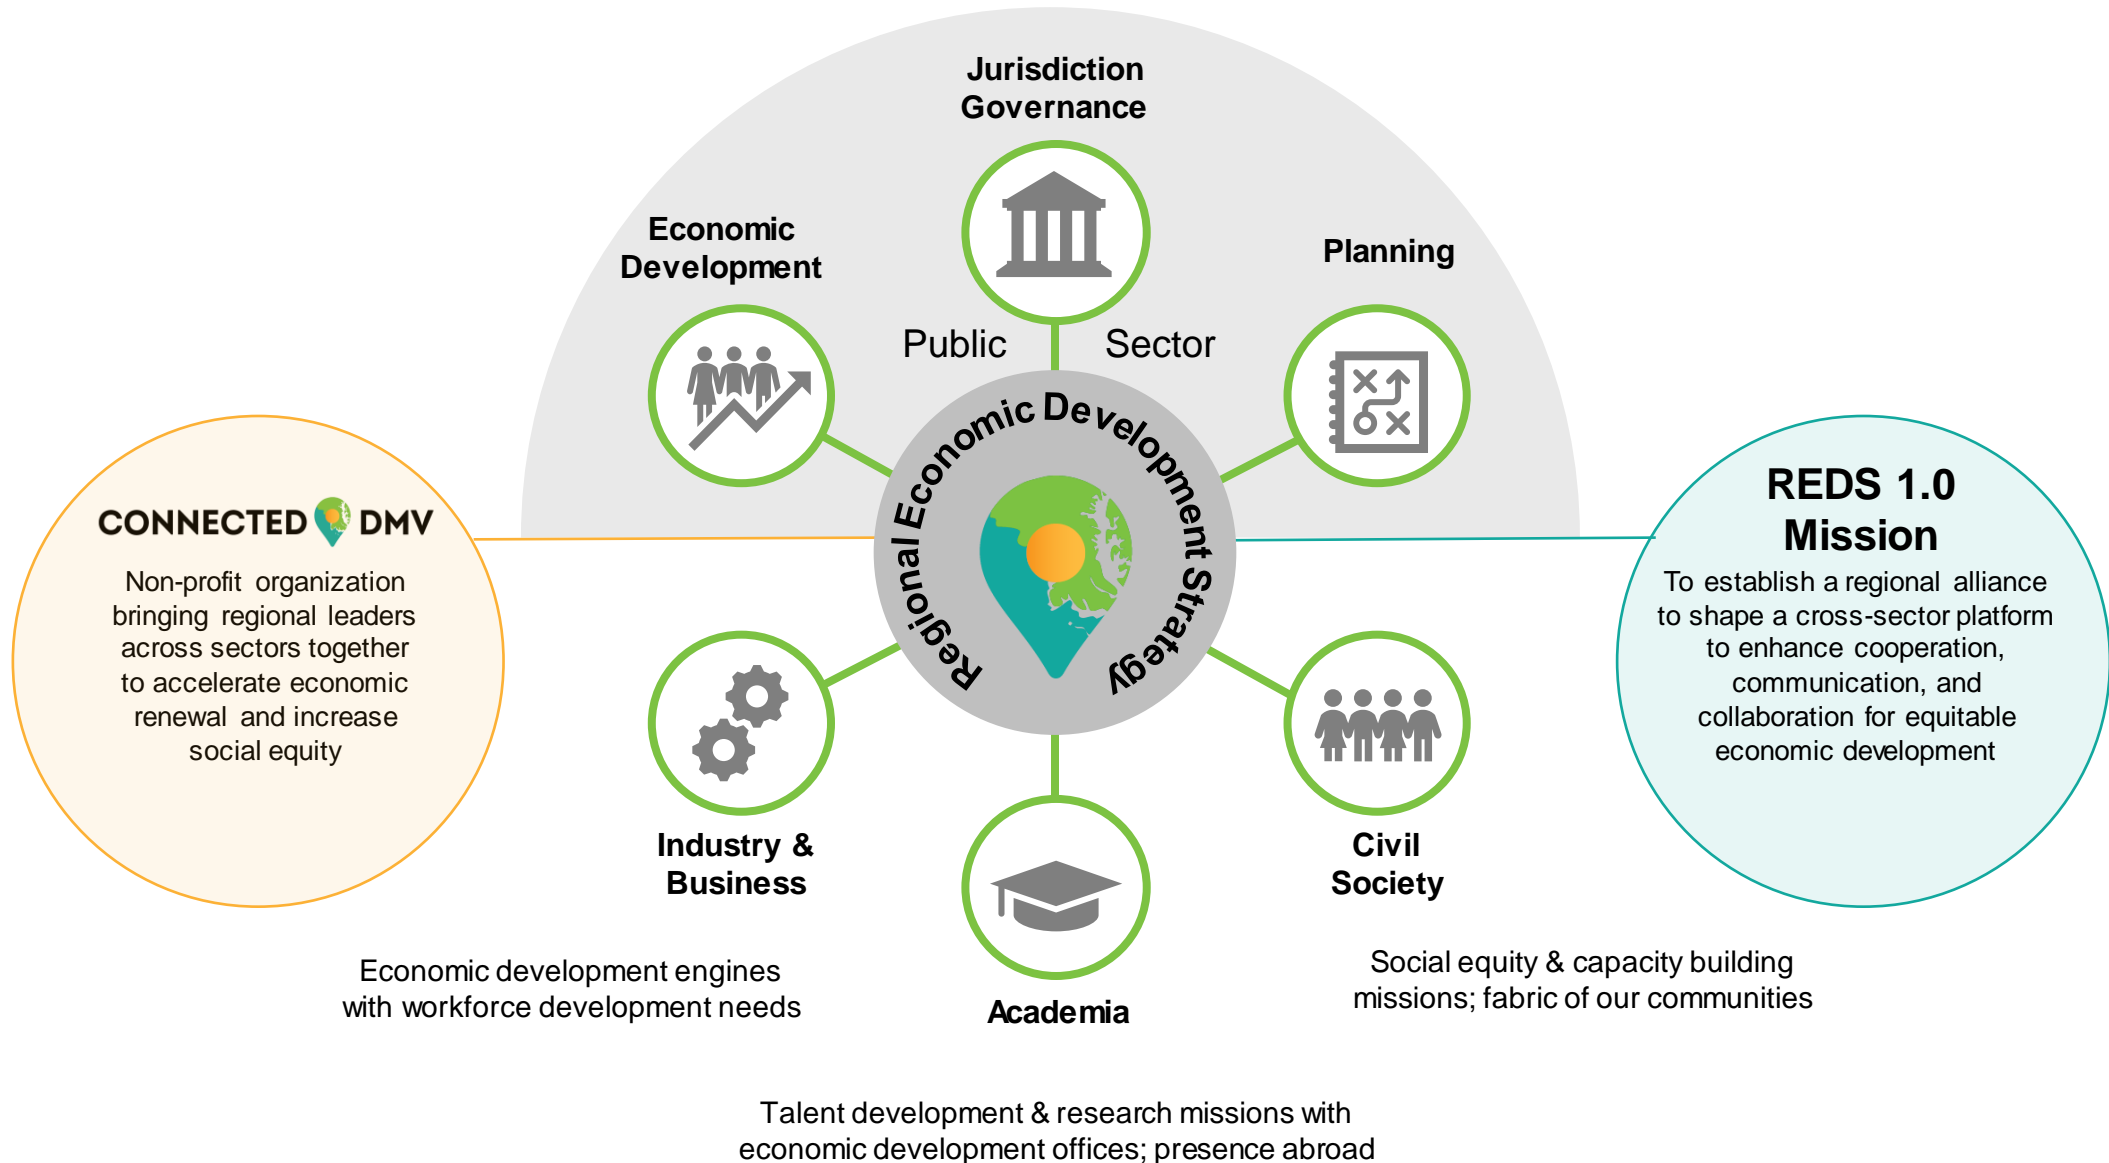 Jurisdiction
Governance
Economic
Development
Planning
Public Sector
Regional Economic Development Strategy
CONNECTED DMV
Non-profit organization
bringing regional leaders
across sectors together
to accelerate economic
renewal and increase
social equity
REDS 1.0
Mission
To establish a regional alliance
to shape a cross-sector platform
to enhance cooperation,
communication, and
collaboration for equitable
economic development
Industry &
Business
Civil
Society
Academia
Economic development engines
with workforce development needs
Social equity & capacity building
missions; fabric of our communities
Talent development & research missions with
economic development offices; presence abroad